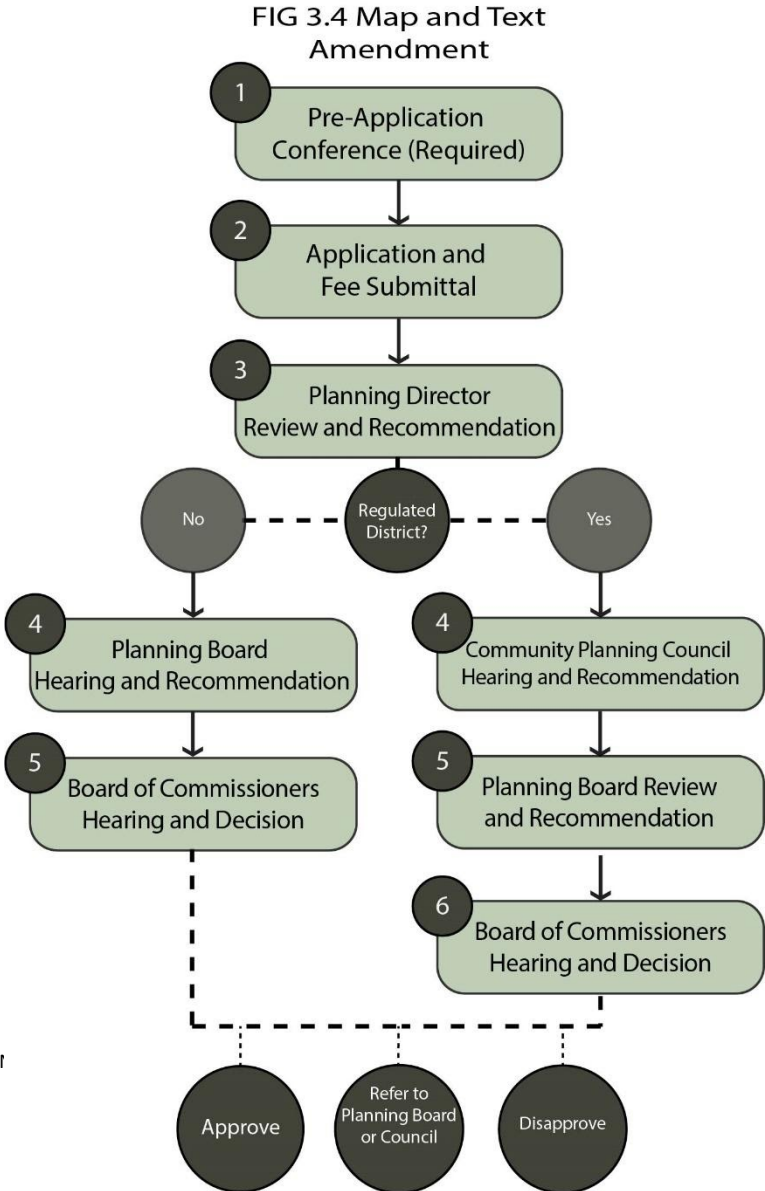 FIG 3.4 Map and Text
Amendment
1
Pre-Application
Conference (Required)
2
Application and
Fee Submittal
3
Planning Director
Review and Recommendation
No
Regulated
District?
Yes
4
Planning Board
Hearing and Recommendation
4
Community Planning Council
Hearing and Recommendation
5
Board of Commissioners
Hearing and Decision
5
Planning Board Review
and Recommendation
6
Board of Commissioners
Hearing and Decision
Approve
Refer to
Planning Board
or Council
Disapprove